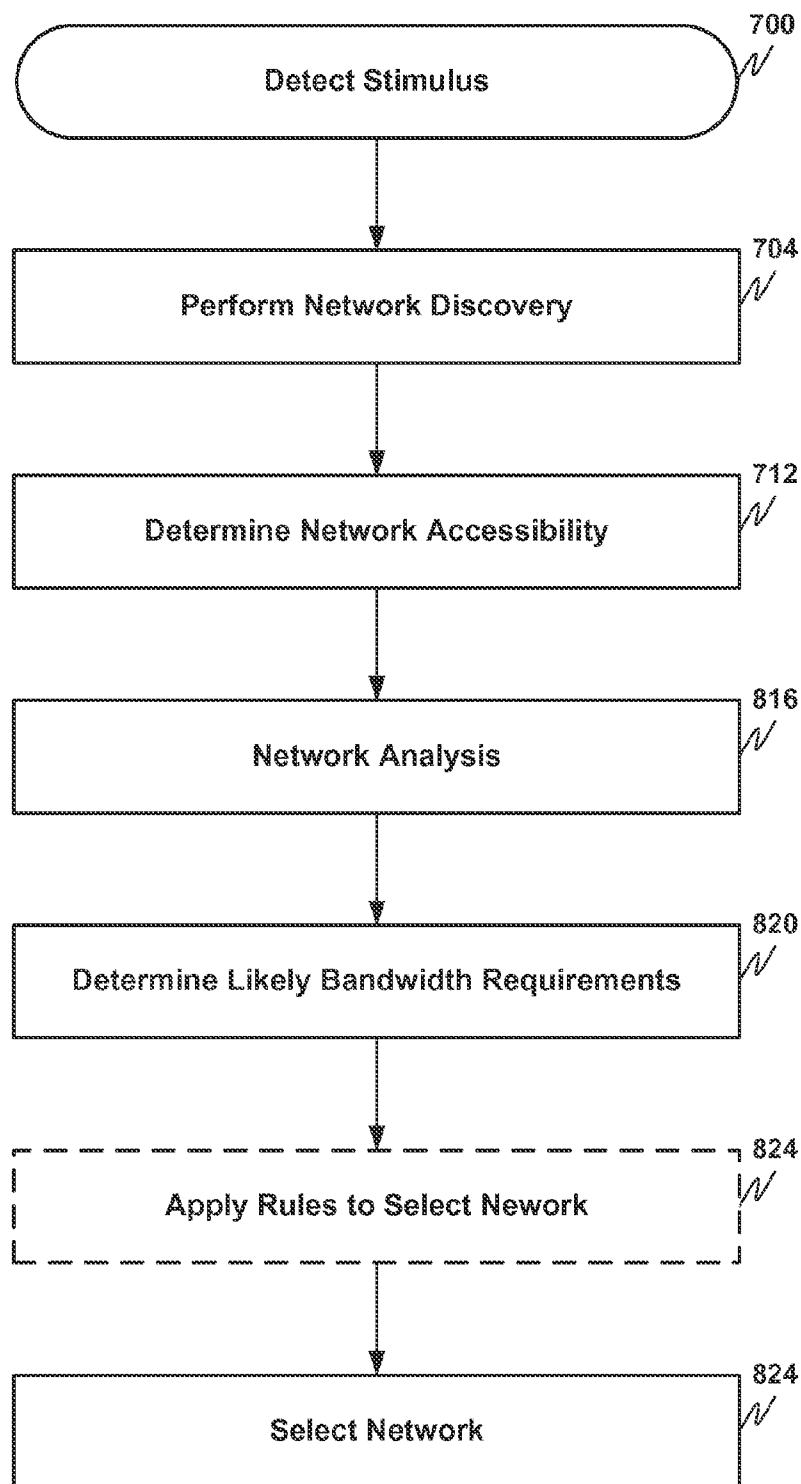 700
Detect Stimulus
704
Perform Network Discovery
712
Determine Network Accessibility
816
Network Analysis
820
Determine Likely Bandwidth Requirements
824
Apply Rules to Select Nework
824
Select Network